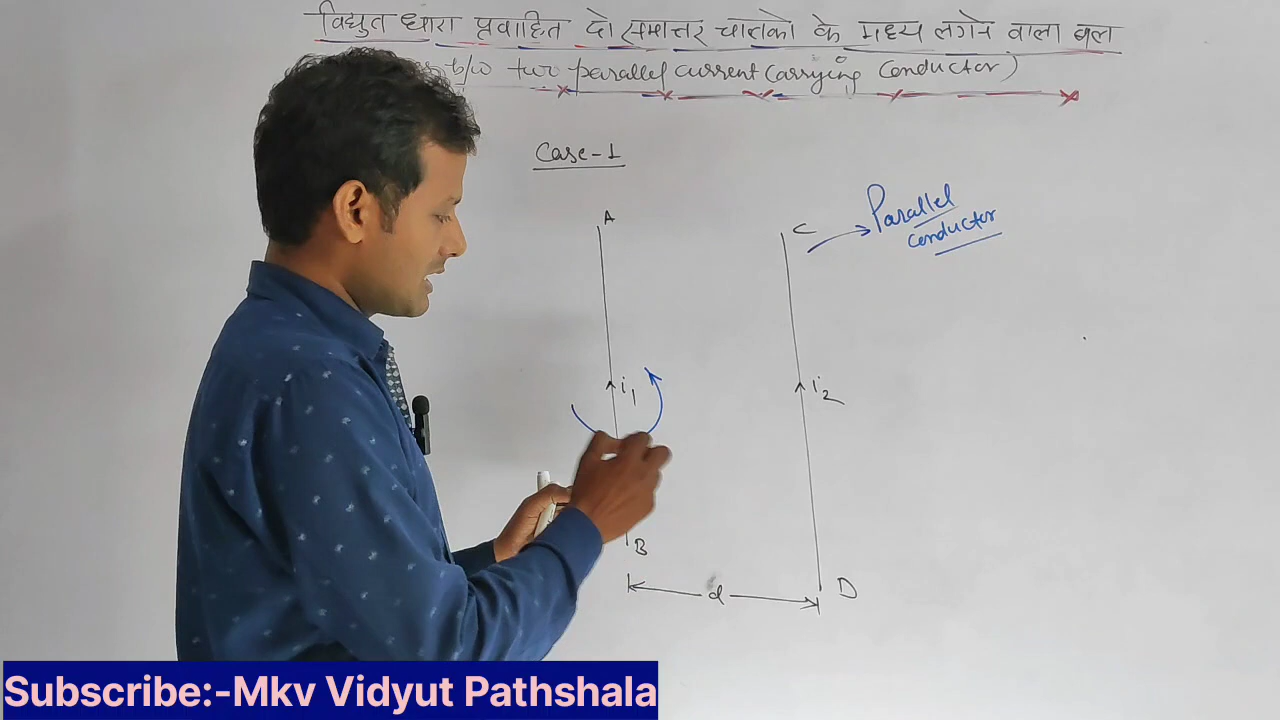 विद्युत धारा प्रवाहित दो समान्तर चालको के मध्य लगने वाला बल
b/w two parallel current carrying conductor)
Case-1
A
C
Parallel
conductor
i1
i2
B
d
D
Subscribe:-Mkv Vidyut Pathshala